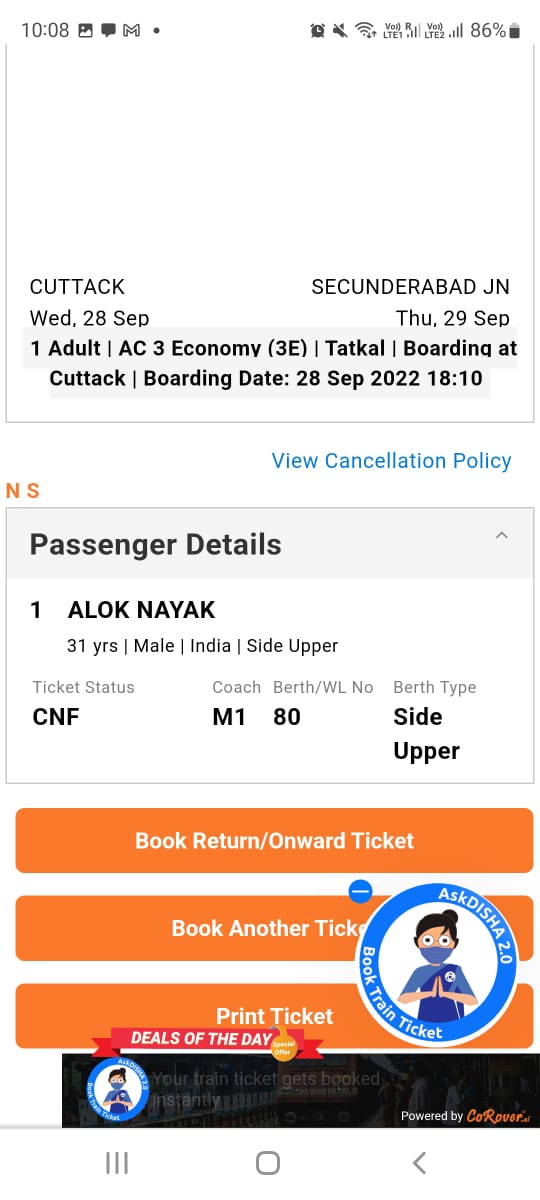 10:08
Vo)) R Vo))
LTE1 LTE2 86%
CUTTACK SECUNDERABAD JN
Wed, 28 Sep Thu, 29 Sep
1 Adult | AC 3 Economy (3E) | Tatkal | Boarding at
Cuttack | Boarding Date: 28 Sep 2022 18:10
View Cancellation Policy
N S
Passenger Details
1 ALOK NAYAK
31 yrs | Male | India | Side Upper
Ticket Status Coach Berth/WL No Berth Type
CNF M1 80 Side
Upper
Book Return/Onward Ticket
AskDISHA 2.0
Book Another Ticke
Book Train Ticket
Print Ticket
DEALS OF THE DAY
Special
Offer
AskDISHA 2.0
Book Train Ticket
Your train ticket gets booked
instantly
Powered by CoRover.ai